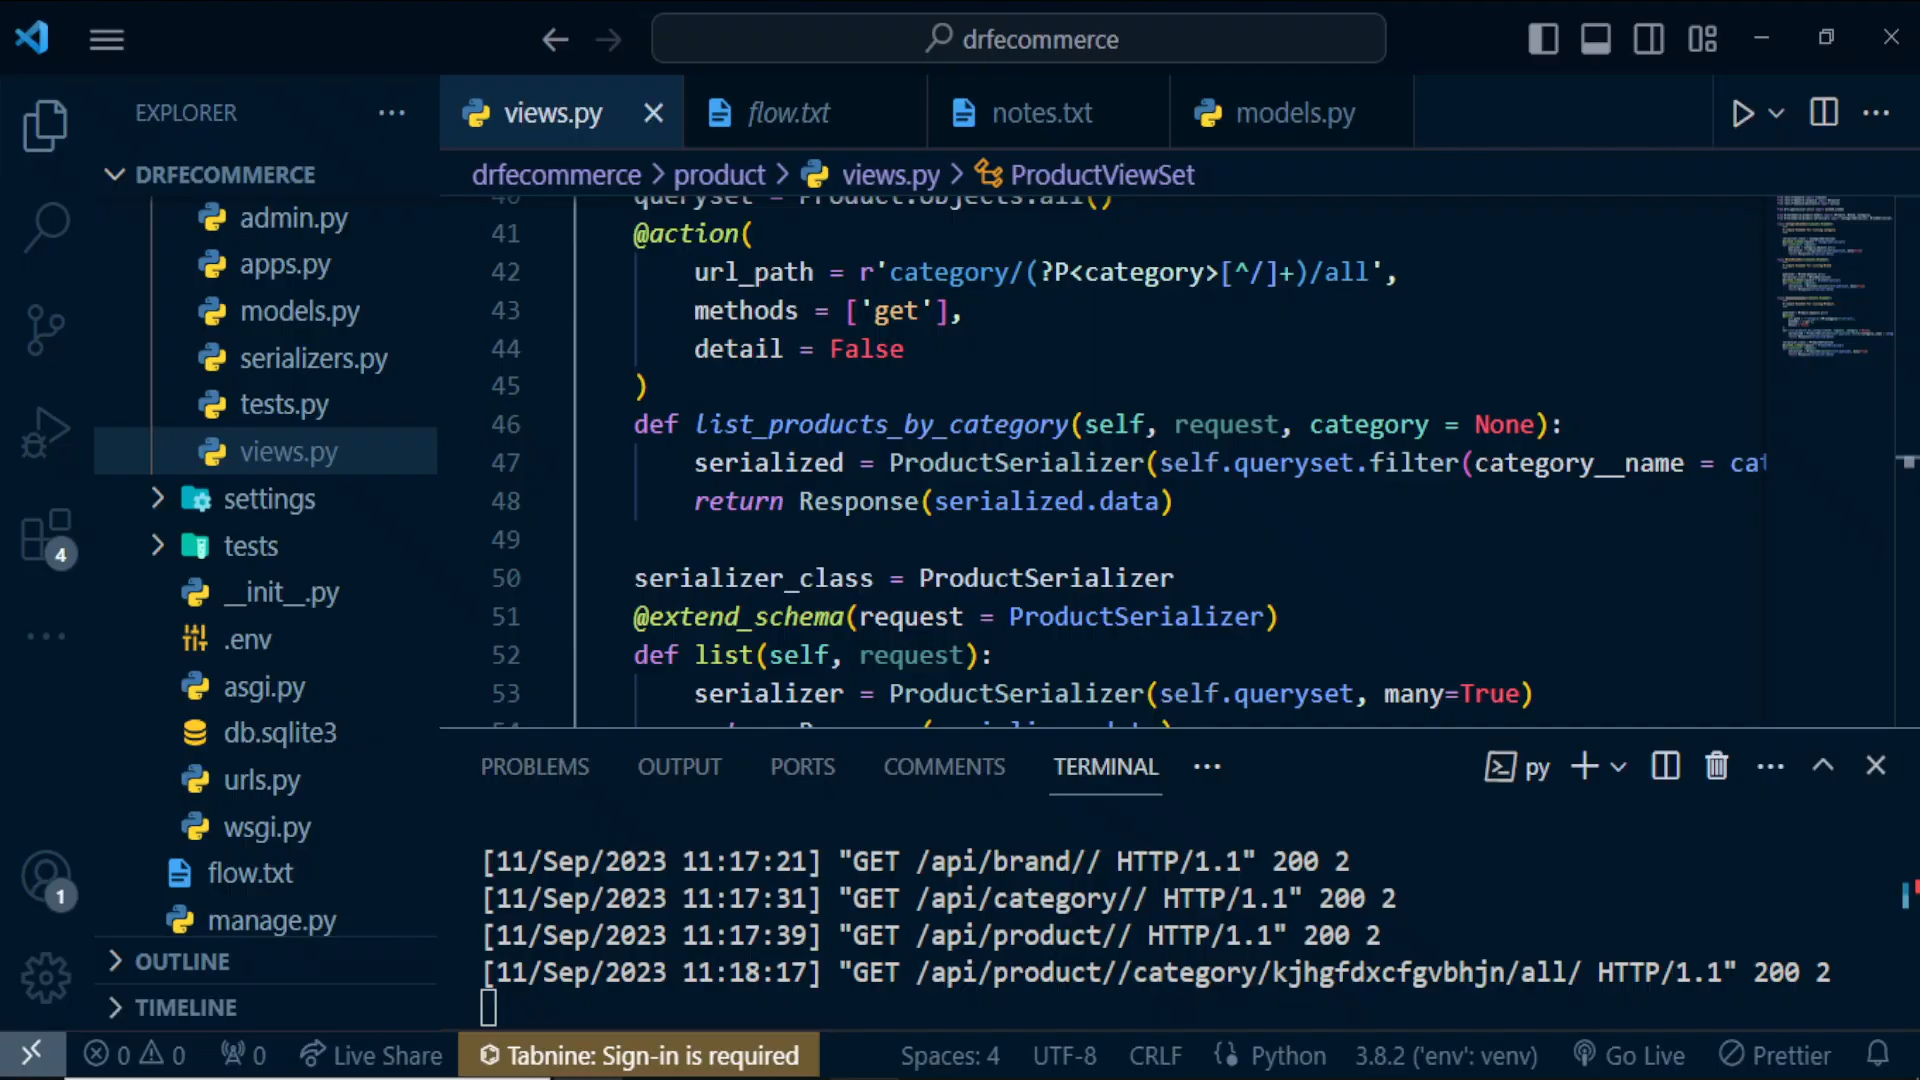 drfecommerce
EXPLORER
views.py
flow.txt
notes.txt
models.py
DRFECOMMERCE
drfecommerce > product > views.py > ProductViewSet
admin.py
apps.py
models.py
serializers.py
tests.py
views.py
settings
tests
__init__.py
.env
asgi.py
db.sqlite3
urls.py
wsgi.py
flow.txt
manage.py
OUTLINE
TIMELINE
4
1
40 queryset = Product.objects.all()
41 @action(
42 url_path = r'category/(?P<category>[^/]+)/all',
43 methods = ['get'],
44 detail = False
45 )
46 def list_products_by_category(self, request, category = None):
47 serialized = ProductSerializer(self.queryset.filter(category__name = cat
48 return Response(serialized.data)
49
50 serializer_class = ProductSerializer
51 @extend_schema(request = ProductSerializer)
52 def list(self, request):
53 serializer = ProductSerializer(self.queryset, many=True)
PROBLEMS OUTPUT PORTS COMMENTS TERMINAL ··· py
[11/Sep/2023 11:17:21] "GET /api/brand// HTTP/1.1" 200 2
[11/Sep/2023 11:17:31] "GET /api/category// HTTP/1.1" 200 2
[11/Sep/2023 11:17:39] "GET /api/product// HTTP/1.1" 200 2
[11/Sep/2023 11:18:17] "GET /api/product//category/kjhgfdxcfgvbhjn/all/ HTTP/1.1" 200 2
0 0 0 Live Share Tabnine: Sign-in is required Spaces: 4 UTF-8 CRLF Python 3.8.2 ('env': venv) Go Live Prettier